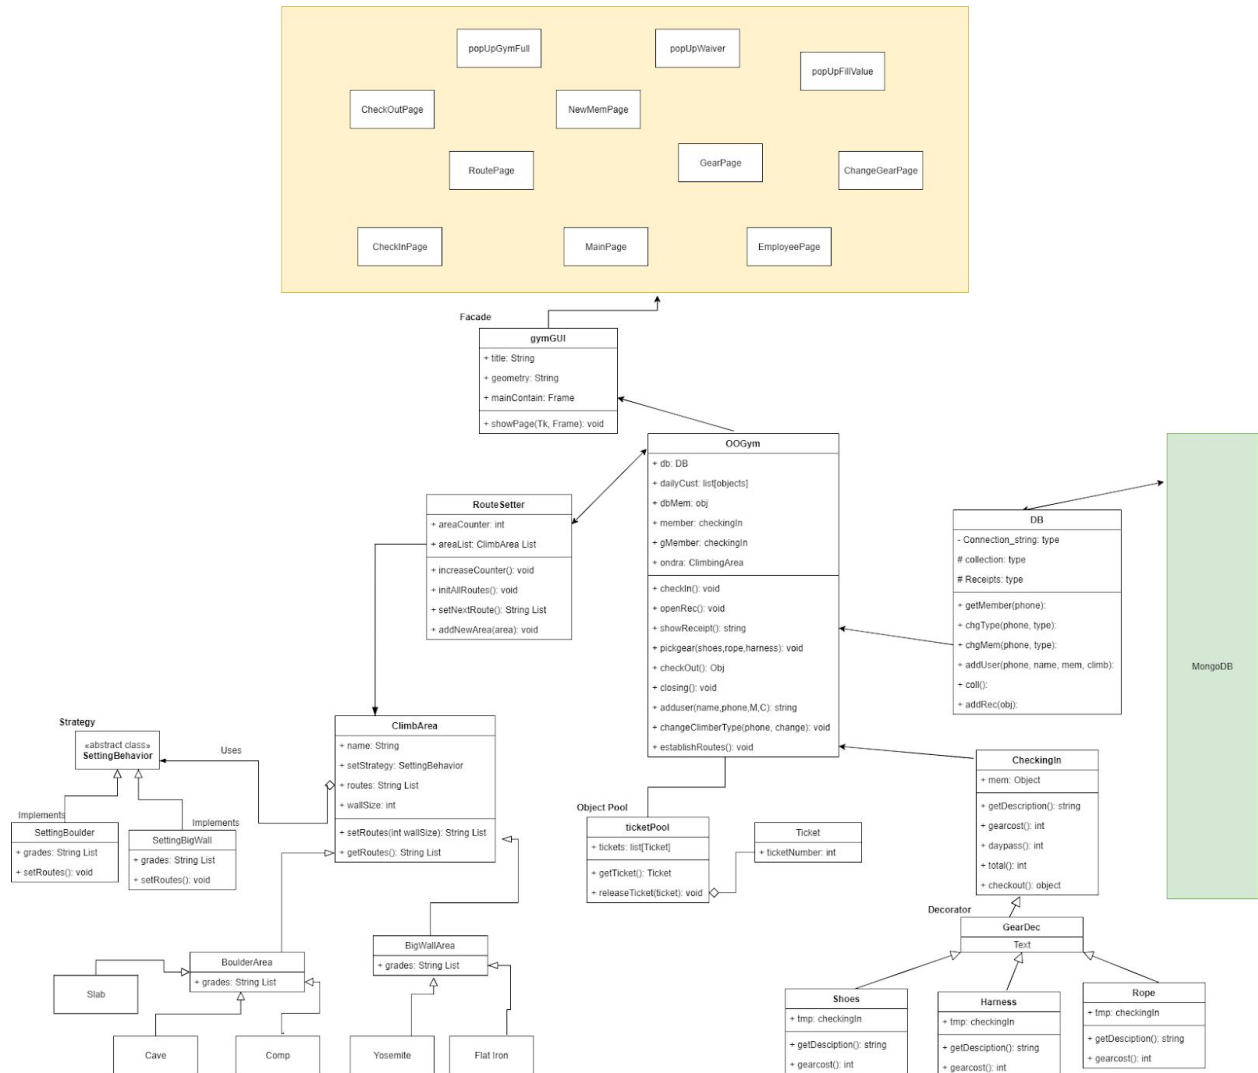 popUpGymFull
popUpWaiver
popUpFillValue
CheckOutPage
NewMemPage
RoutePage
GearPage
ChangeGearPage
CheckInPage
MainPage
EmployeePage
Facade
gymGUI
+ title: String
+ geometry: String
+ mainContain: Frame
+ showPage(Tk, Frame): void
OOGym
+ db: DB
+ dailyCust: list[objects]
+ dbMem: obj
+ member: checkingIn
+ gMember: checkingIn
+ ondra: ClimbingArea
+ checkIn(): void
+ openRec(): void
+ showReceipt(): string
+ pickgear(shoes,rope,harness): void
+ checkOut(): Obj
+ closing(): void
+ adduser(name,phone,M,C): string
+ changeClimberType(phone, change): void
+ establishRoutes(): void
RouteSetter
+ areaCounter: int
+ areaList: ClimbArea List
+ increaseCounter(): void
+ initAllRoutes(): void
+ setNextRoute(): String List
+ addNewArea(area): void
DB
- Connection_string: type
# collection: type
# Receipts: type
+ getMember(phone):
+ chgType(phone, type):
+ chgMem(phone, type):
+ addUser(phone, name, mem, climb):
+ coll():
+ addRec(obj):
MongoDB
Strategy
«abstract class»
SettingBehavior
Uses
ClimbArea
+ name: String
+ setStrategy: SettingBehavior
+ routes: String List
+ wallSize: int
+ setRoutes(int wallSize): String List
+ getRoutes(): String List
Implements
SettingBoulder
+ grades: String List
+ setRoutes(): void
Implements
SettingBigWall
+ grades: String List
+ setRoutes(): void
Object Pool
ticketPool
+ tickets: list[Ticket]
+ getTicket(): Ticket
+ releaseTicket(ticket): void
Ticket
+ ticketNumber: int
CheckingIn
+ mem: Object
+ getDescription(): string
+ gearcost(): int
+ daypass(): int
+ total(): int
+ checkout(): object
Decorator
GearDec
Text
BoulderArea
+ grades: String List
BigWallArea
+ grades: String List
Slab
Cave
Comp
Yosemite
Flat Iron
Shoes
+ tmp: checkingIn
+ getDesciption(): string
+ gearcost(): int
Harness
+ tmp: checkingIn
+ getDesciption(): string
+ gearcost(): int
Rope
+ tmp: checkingIn
+ getDesciption(): string
+ gearcost(): int